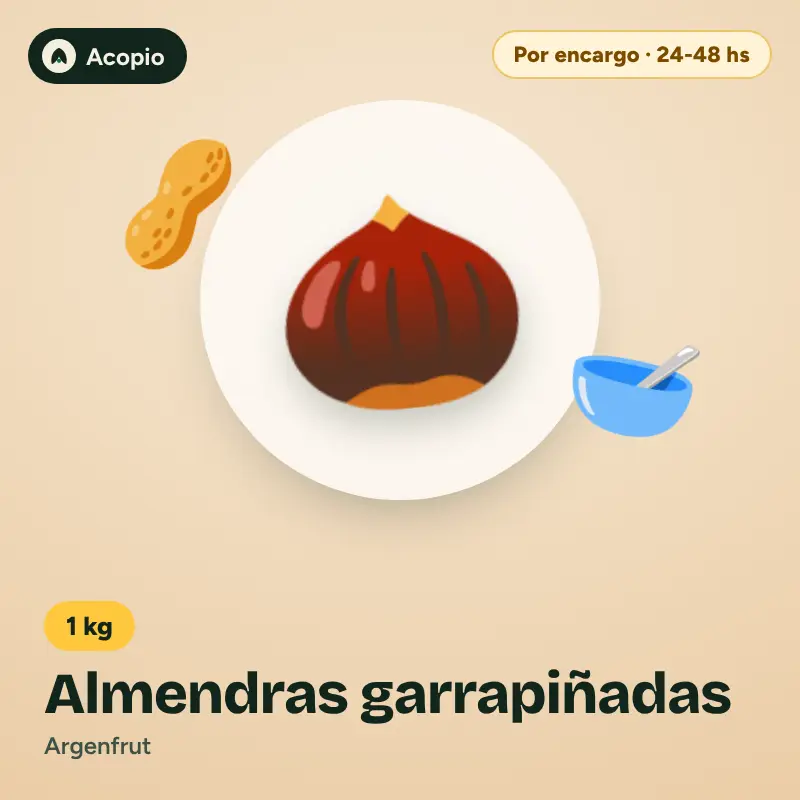 Acopio
Por encargo · 24-48 hs
1 kg
Almendras garrapiñadas
Argenfrut